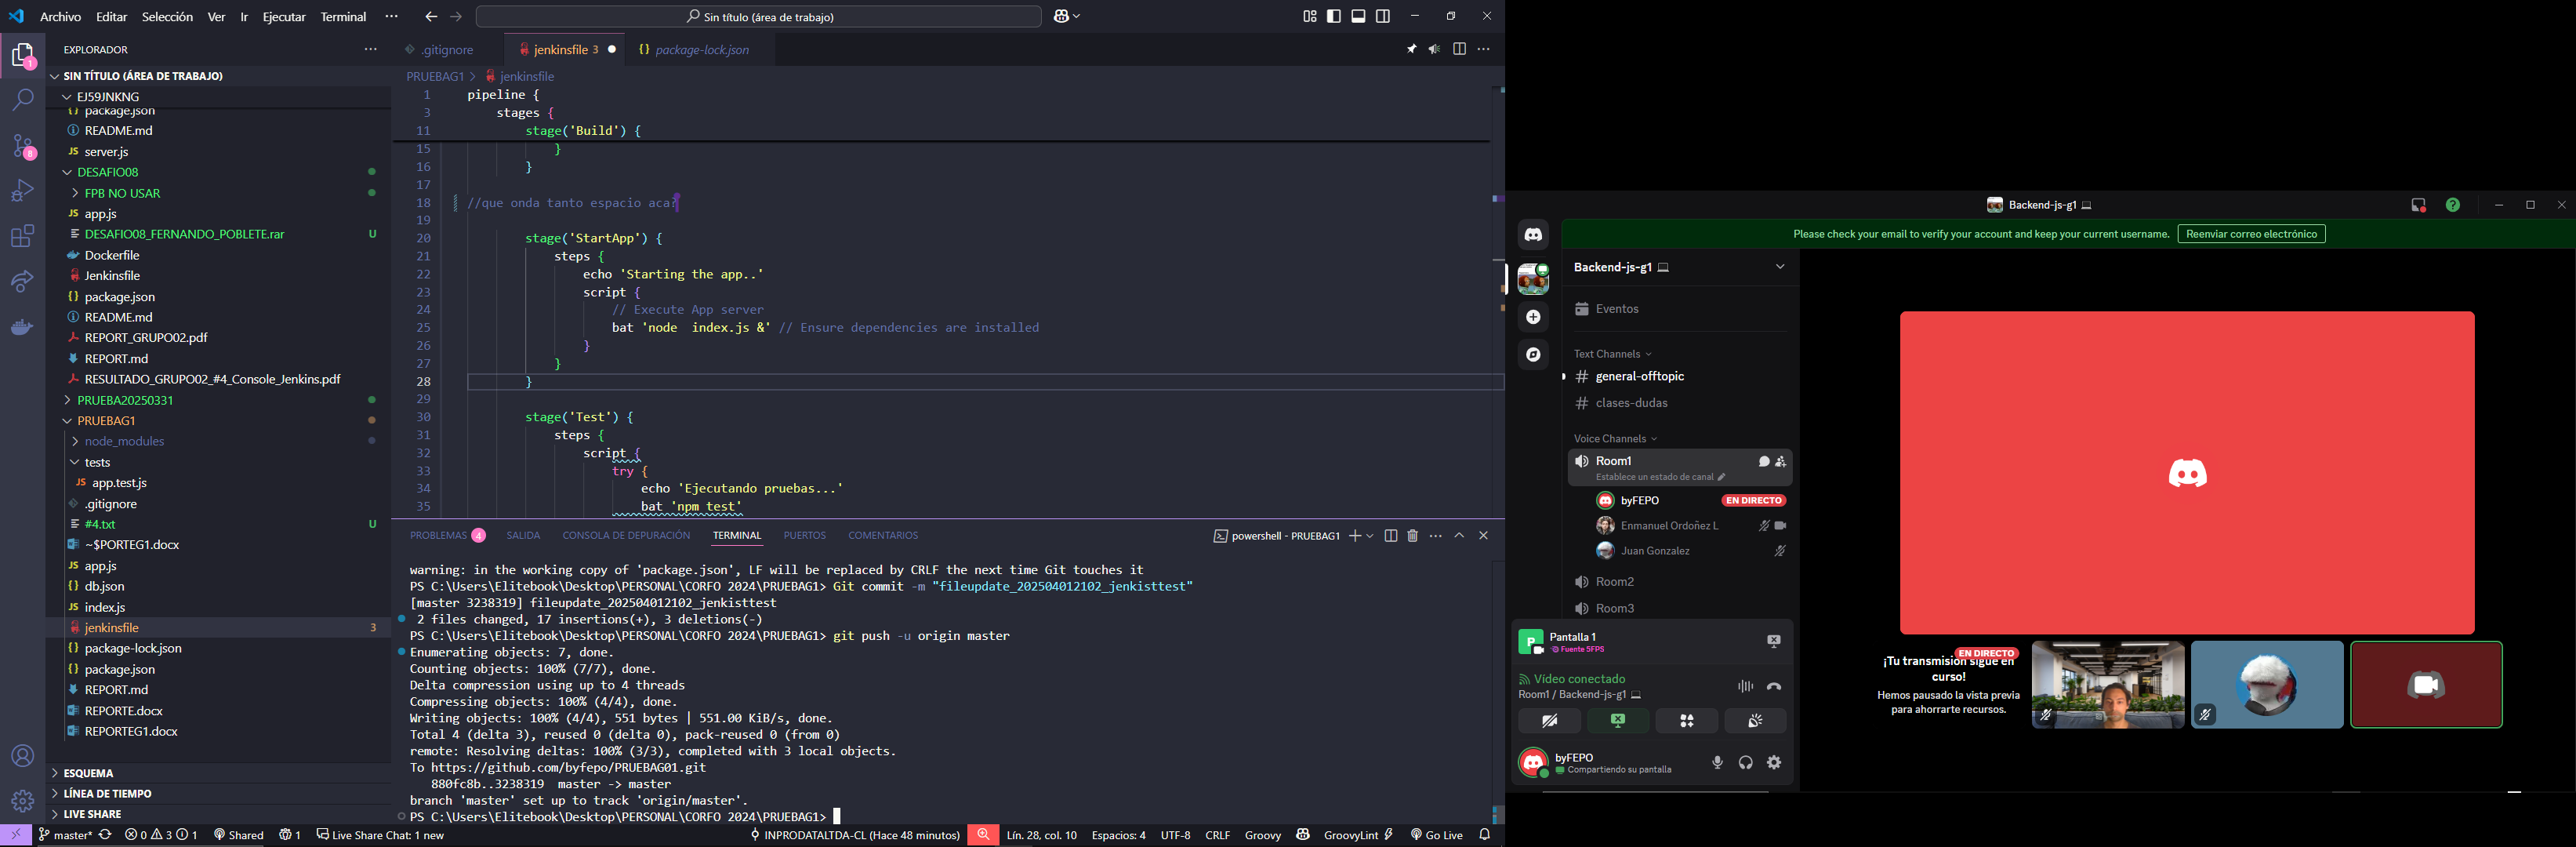 Archivo Editar Selección Ver Ir Ejecutar Terminal ··· Sin título (área de trabajo)
EXPLORADOR
SIN TÍTULO (ÁREA DE TRABAJO)
EJ59JNKNG
package.json
README.md
server.js
DESAFIO08
FPB NO USAR
app.js
DESAFIO08_FERNANDO_POBLETE.rar U
Dockerfile
Jenkinsfile
package.json
README.md
REPORT_GRUPO02.pdf
REPORT.md
RESULTADO_GRUPO02_#4_Console_Jenkins.pdf
PRUEBA20250331
PRUEBAG1
node_modules
tests
app.test.js
.gitignore
#4.txt U
~$PORTEG1.docx
app.js
db.json
index.js
jenkinsfile 3
package-lock.json
package.json
REPORT.md
REPORTE.docx
REPORTEG1.docx
ESQUEMA
LÍNEA DE TIEMPO
LIVE SHARE
.gitignore jenkinsfile 3 package-lock.json
PRUEBAG1 > jenkinsfile
1 pipeline {
3 stages {
11 stage('Build') {
15 }
16 }
17
18 //que onda tanto espacio aca?
19
20 stage('StartApp') {
21 steps {
22 echo 'Starting the app..'
23 script {
24 // Execute App server
25 bat 'node  index.js &' // Ensure dependencies are installed
26 }
27 }
28 }
29
30 stage('Test') {
31 steps {
32 script {
33 try {
34 echo 'Ejecutando pruebas...'
35 bat 'npm test'
PROBLEMAS 4 SALIDA CONSOLA DE DEPURACIÓN TERMINAL PUERTOS COMENTARIOS powershell - PRUEBAG1
warning: in the working copy of 'package.json', LF will be replaced by CRLF the next time Git touches it
PS C:\Users\Elitebook\Desktop\PERSONAL\CORFO 2024\PRUEBAG1> Git commit -m "fileupdate_202504012102_jenkisttest"
[master 3238319] fileupdate_202504012102_jenkisttest
2 files changed, 17 insertions(+), 3 deletions(-)
PS C:\Users\Elitebook\Desktop\PERSONAL\CORFO 2024\PRUEBAG1> git push -u origin master
Enumerating objects: 7, done.
Counting objects: 100% (7/7), done.
Delta compression using up to 4 threads
Compressing objects: 100% (4/4), done.
Writing objects: 100% (4/4), 551 bytes | 551.00 KiB/s, done.
Total 4 (delta 3), reused 0 (delta 0), pack-reused 0 (from 0)
remote: Resolving deltas: 100% (3/3), completed with 3 local objects.
To https://github.com/byfepo/PRUEBAG01.git
880fc8b..3238319  master -> master
branch 'master' set up to track 'origin/master'.
PS C:\Users\Elitebook\Desktop\PERSONAL\CORFO 2024\PRUEBAG1>
master* 0 3 1 Shared 1 Live Share Chat: 1 new INPRODATALTDA-CL (Hace 48 minutos) Lín. 28, col. 10 Espacios: 4 UTF-8 CRLF Groovy GroovyLint Go Live
1
8
Backend-js-g1
Please check your email to verify your account and keep your current username. Reenviar correo electrónico
Backend-js-g1
Eventos
Text Channels
general-offtopic
clases-dudas
Voice Channels
Room1
Establece un estado de canal
byFEPO EN DIRECTO
Enmanuel Ordoñez L
Juan Gonzalez
Room2
Room3
P Pantalla 1
Fuente 5FPS
Vídeo conectado
Room1 / Backend-js-g1
byFEPO
Compartiendo su pantalla
EN DIRECTO
¡Tu transmisión sigue en
curso!
Hemos pausado la vista previa
para ahorrarte recursos.